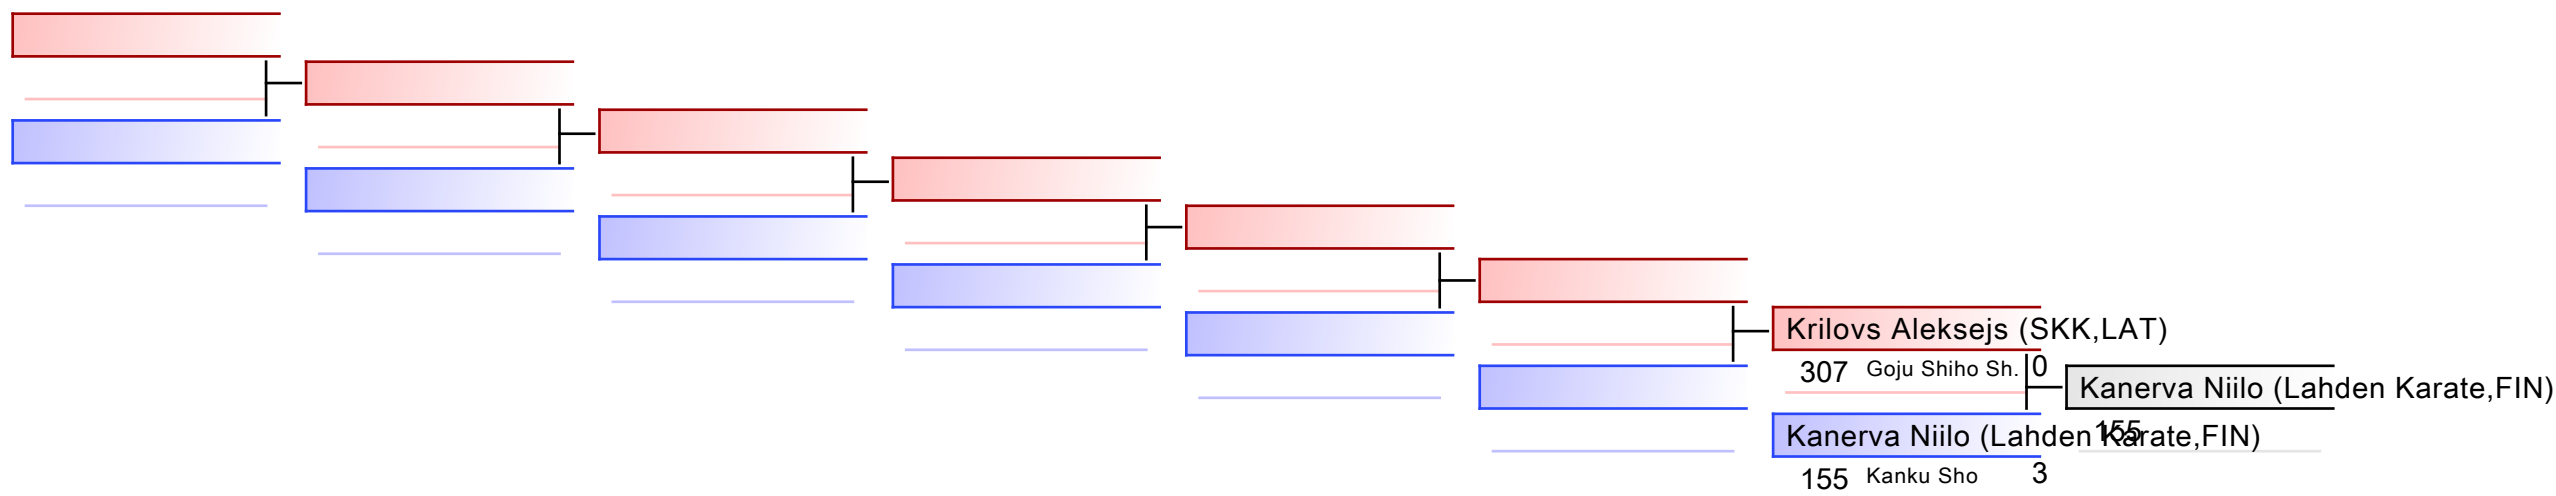 Krilovs Aleksejs (SKK,LAT)
307 Goju Shiho Sh. 0
Kanerva Niilo (Lahden Karate,FIN)
155
Kanerva Niilo (Lahden Karate,FIN)
155 Kanku Sho 3